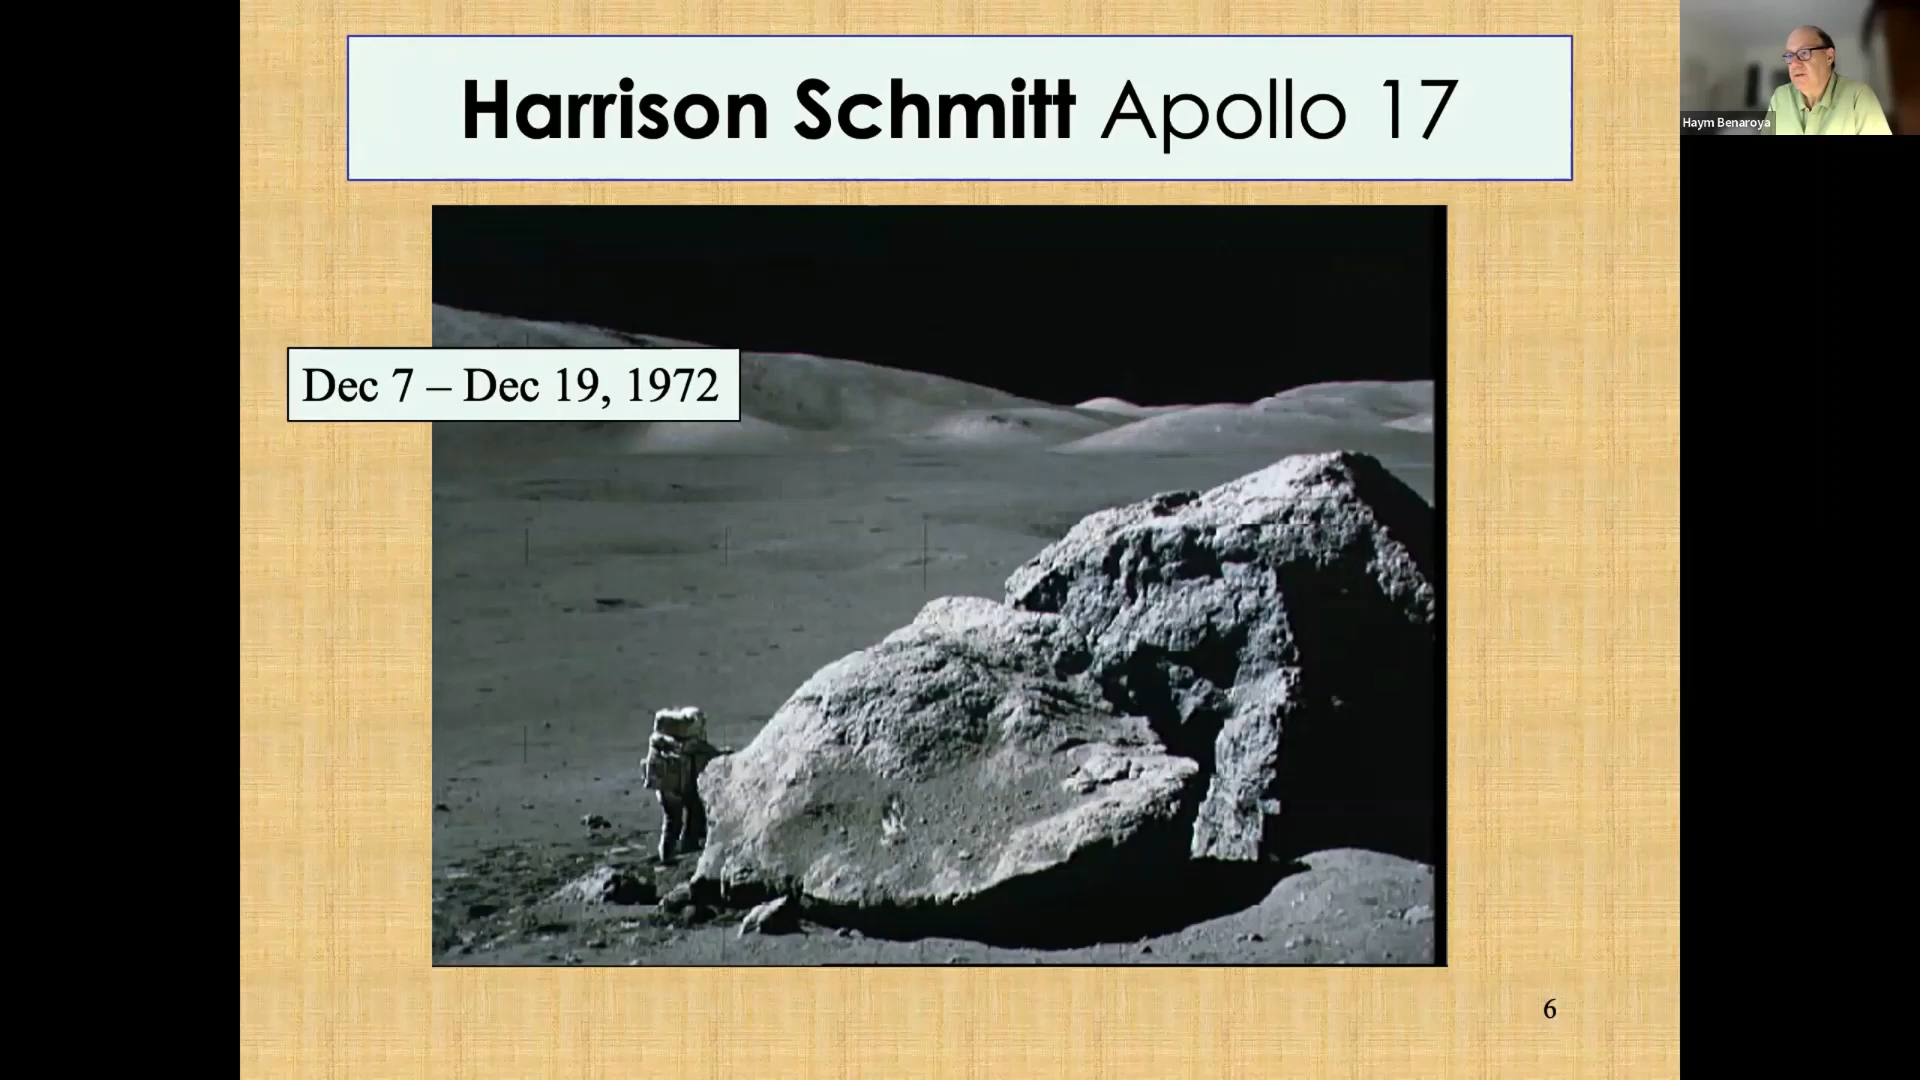 Harrison Schmitt Apollo 17
Haym Benaroya
Dec 7 – Dec 19, 1972
6